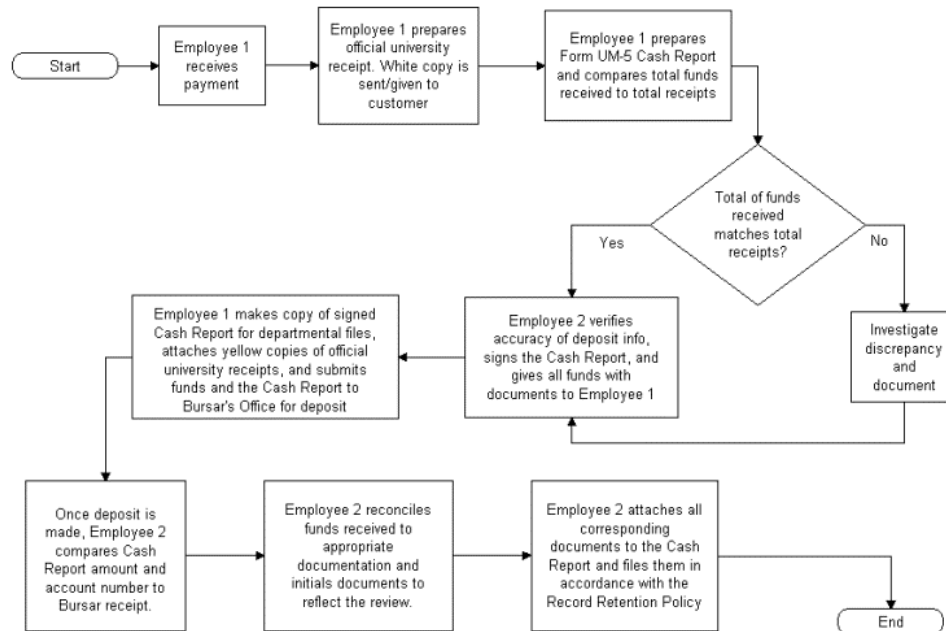 Start
Employee 1
receives
payment
Employee 1 prepares
official university
receipt. White copy is
sent/given to
customer
Employee 1 prepares
Form UM-5 Cash Report
and compares total funds
received to total receipts
Total of funds
received
matches total
receipts?
Yes
No
Investigate
discrepancy
and
document
Employee 2 verifies
accuracy of deposit info,
signs the Cash Report, and
gives all funds with
documents to Employee 1
Employee 1 makes copy of signed
Cash Report for departmental files,
attaches yellow copies of official
university receipts, and submits
funds and the Cash Report to
Bursar's Office for deposit
Once deposit is
made, Employee 2
compares Cash
Report amount and
account number to
Bursar receipt.
Employee 2 reconciles
funds received to
appropriate
documentation and
initials documents to
reflect the review.
Employee 2 attaches all
corresponding
documents to the Cash
Report and files them in
accordance with the
Record Retention Policy
End